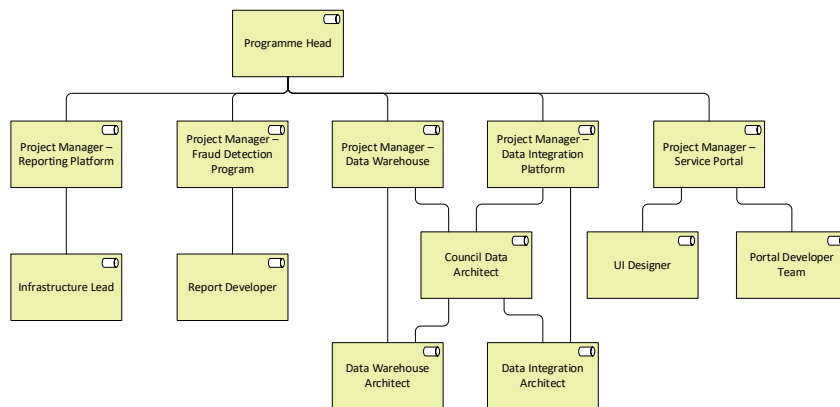 Programme Head
Project Manager –
Reporting Platform
Project Manager –
Fraud Detection
Program
Project Manager –
Data Warehouse
Project Manager –
Data Integration
Platform
Project Manager –
Service Portal
Infrastructure Lead
Report Developer
Council Data
Architect
UI Designer
Portal Developer
Team
Data Warehouse
Architect
Data Integration
Architect